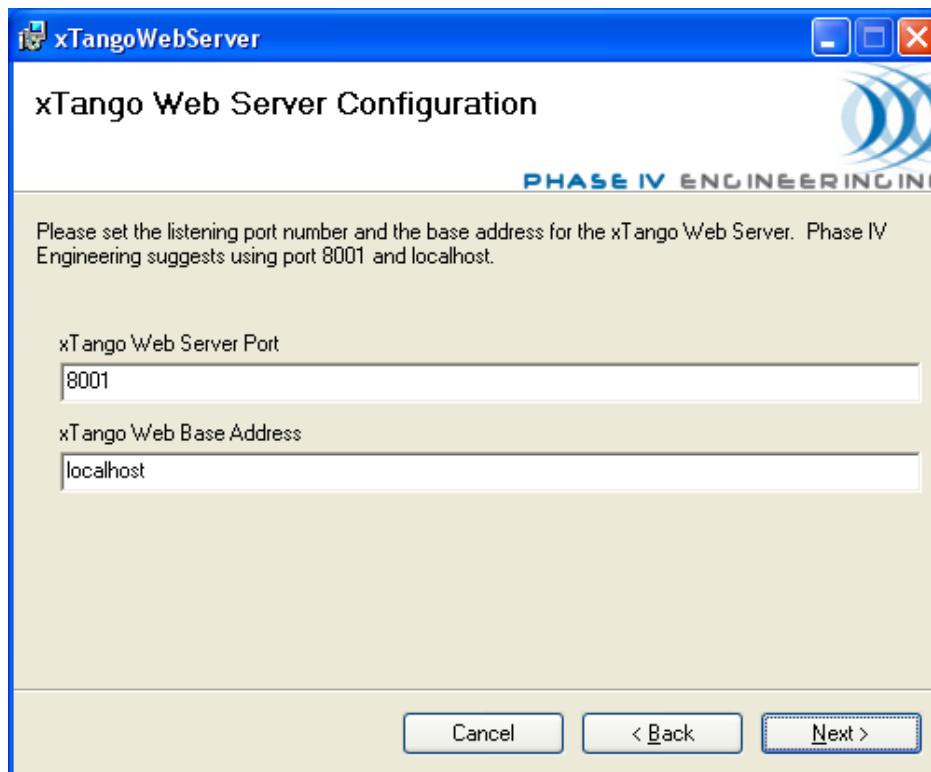 xTangoWebServer
xTango Web Server Configuration
PHASE IV ENGINEERING IN
Please set the listening port number and the base address for the xTango Web Server. Phase IV
Engineering suggests using port 8001 and localhost.
xTango Web Server Port
8001
xTango Web Base Address
localhost
Cancel
< Back
Next >